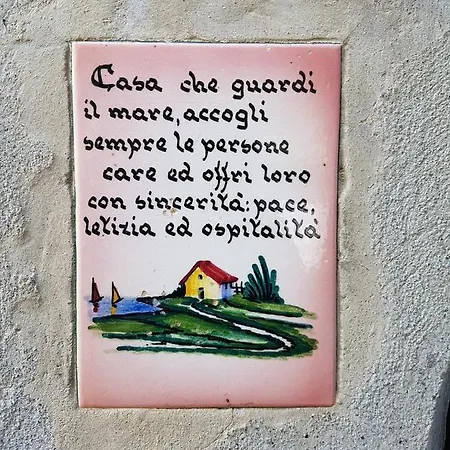 Casa che guardi
il mare, accogli
sempre le persone
care ed offri loro
con sincerità: pace,
letizia ed ospitalità